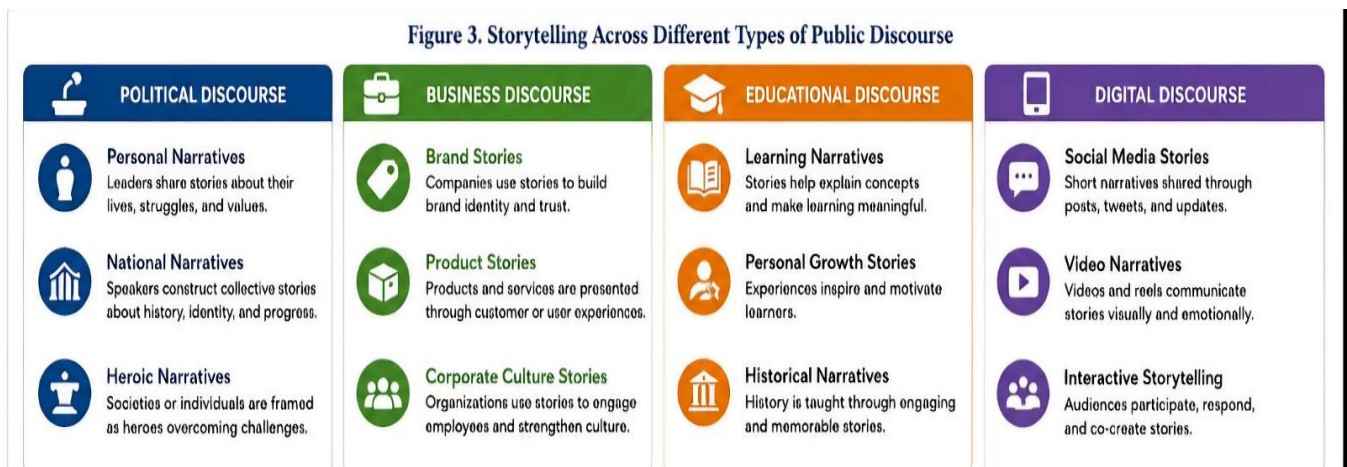 Figure 3. Storytelling Across Different Types of Public Discourse
POLITICAL DISCOURSE
Personal Narratives
Leaders share stories about their
lives, struggles, and values.
National Narratives
Speakers construct collective stories
about history, identity, and progress.
Heroic Narratives
Societies or individuals are framed
as heroes overcoming challenges.
BUSINESS DISCOURSE
Brand Stories
Companies use stories to build
brand identity and trust.
Product Stories
Products and services are presented
through customer or user experiences.
Corporate Culture Stories
Organizations use stories to engage
employees and strengthen culture.
EDUCATIONAL DISCOURSE
Learning Narratives
Stories help explain concepts
and make learning meaningful.
Personal Growth Stories
Experiences inspire and motivate
learners.
Historical Narratives
History is taught through engaging
and memorable stories.
DIGITAL DISCOURSE
Social Media Stories
Short narratives shared through
posts, tweets, and updates.
Video Narratives
Videos and reels communicate
stories visually and emotionally.
Interactive Storytelling
Audiences participate, respond,
and co-create stories.